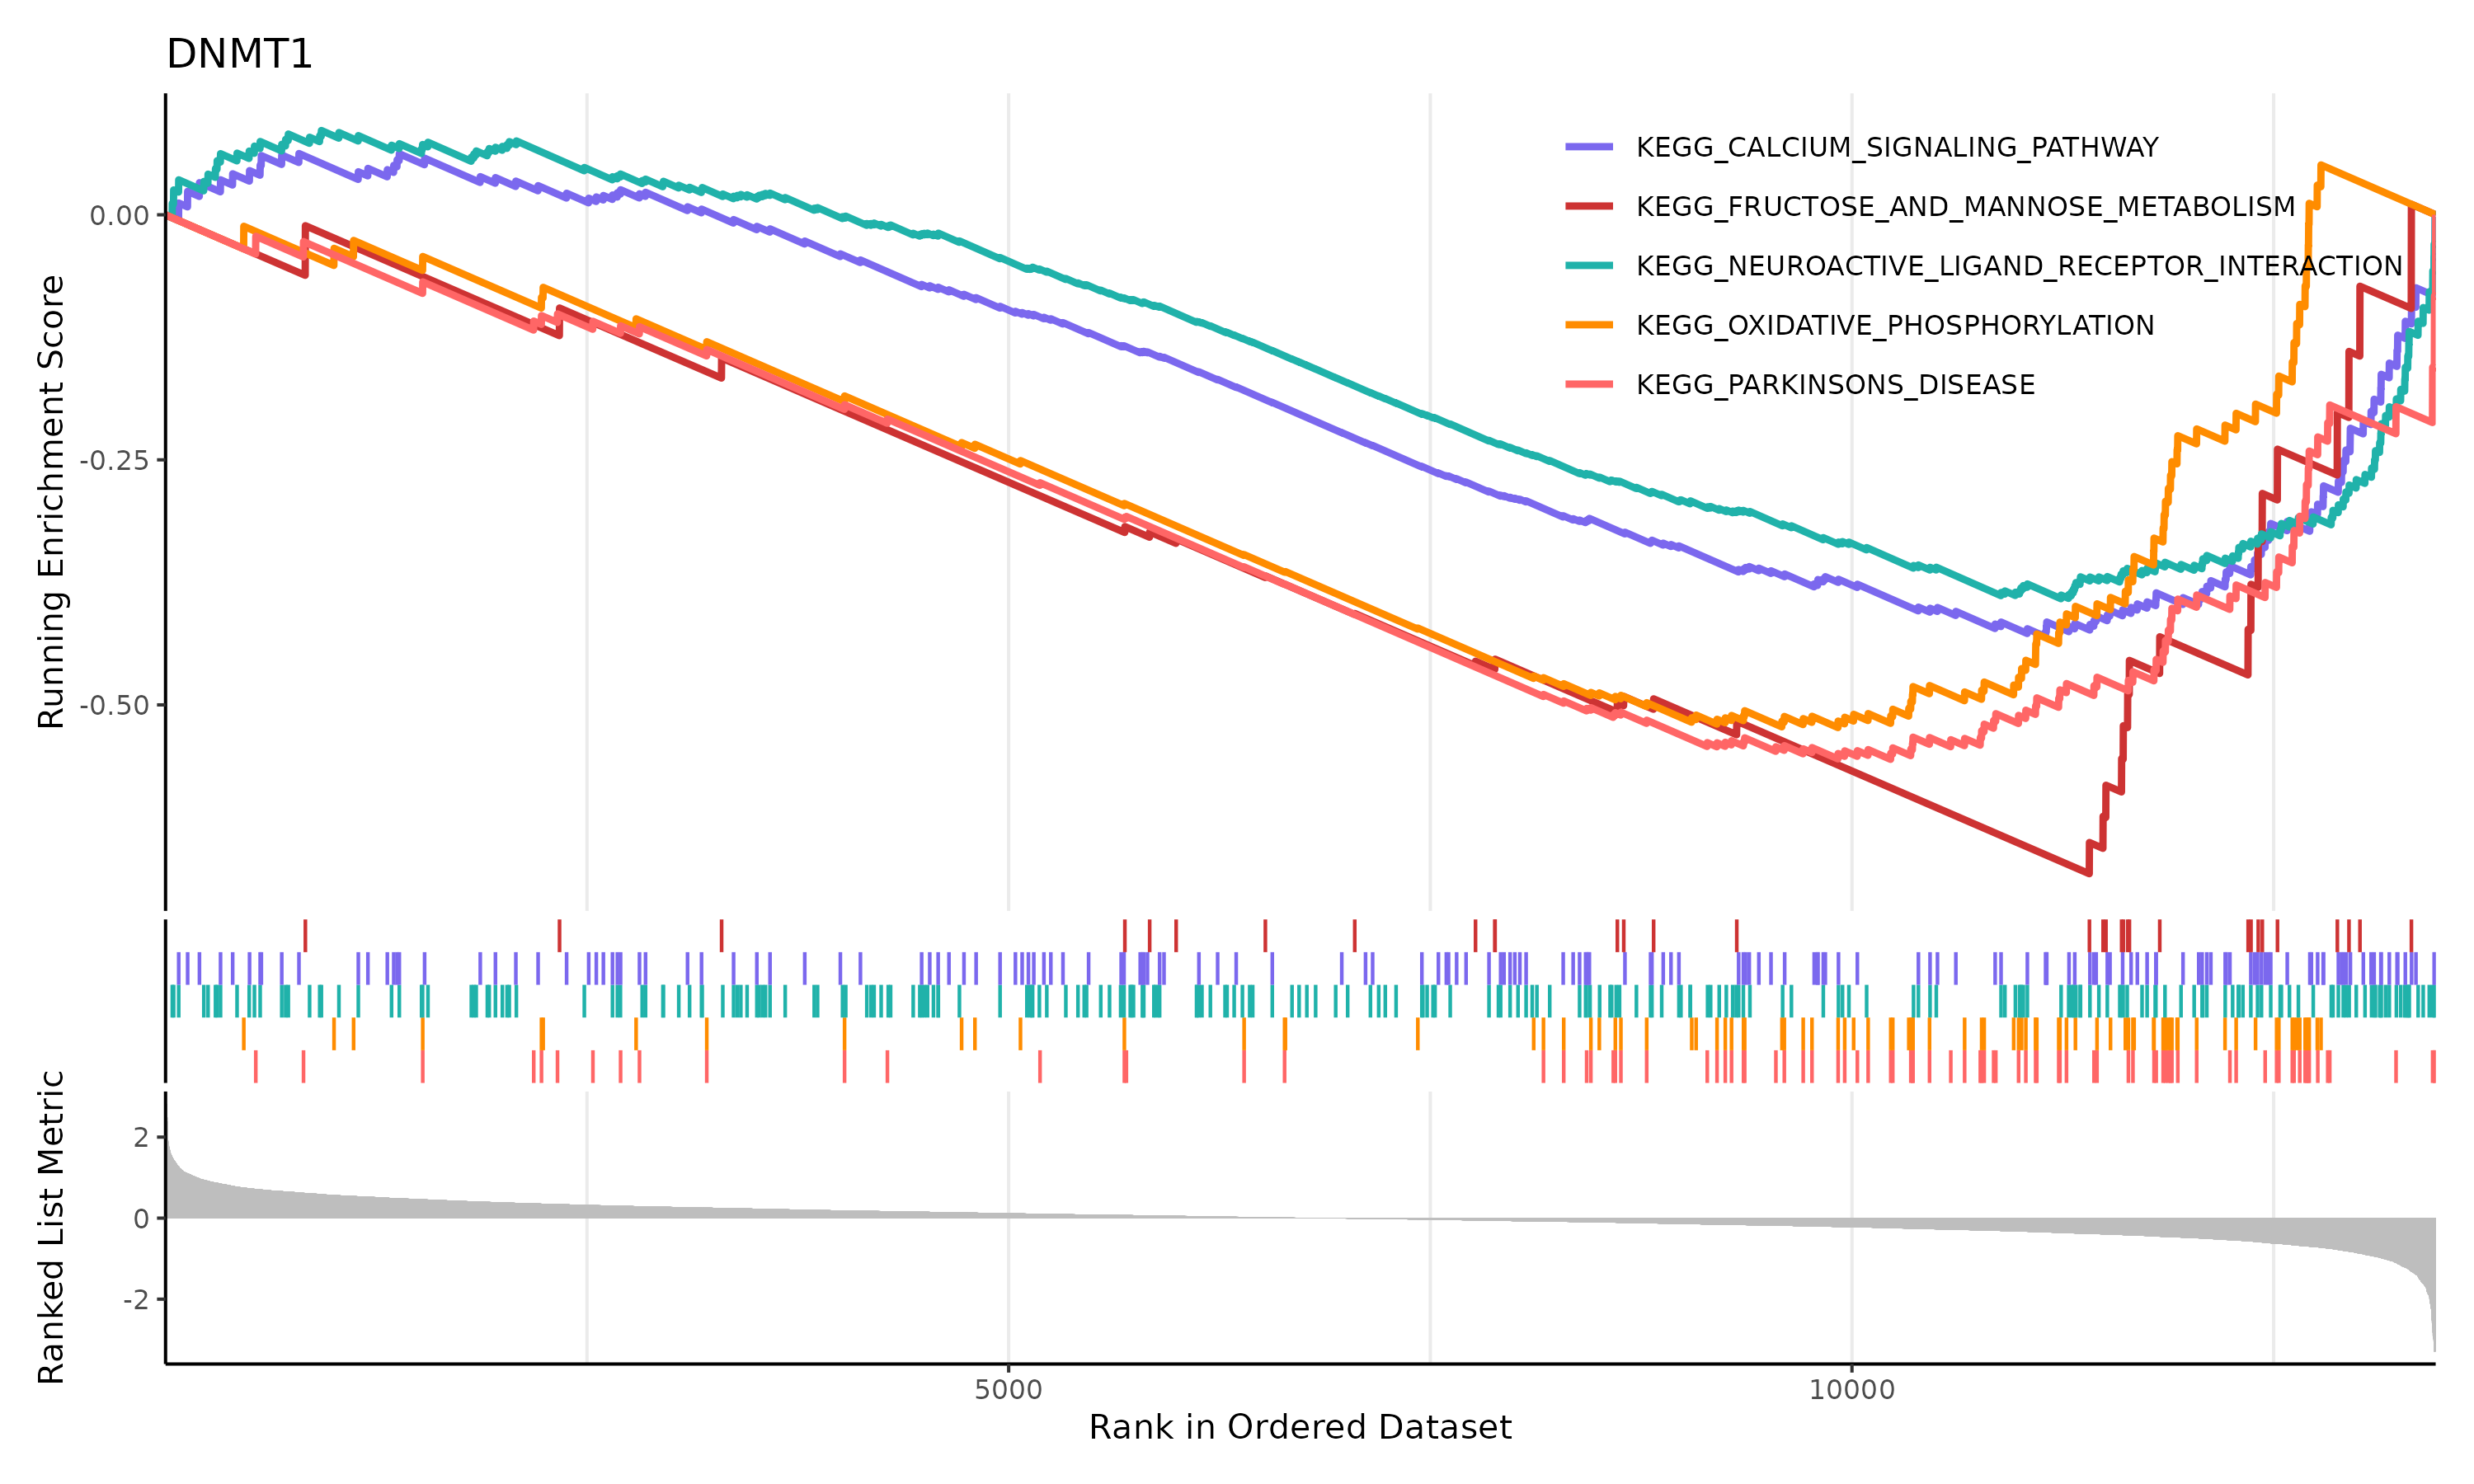 DNMT1
Running Enrichment Score
0.00
-0.25
-0.50
KEGG_CALCIUM_SIGNALING_PATHWAY
KEGG_FRUCTOSE_AND_MANNOSE_METABOLISM
KEGG_NEUROACTIVE_LIGAND_RECEPTOR_INTERACTION
KEGG_OXIDATIVE_PHOSPHORYLATION
KEGG_PARKINSONS_DISEASE
Ranked List Metric
2
0
-2
5000
10000
Rank in Ordered Dataset